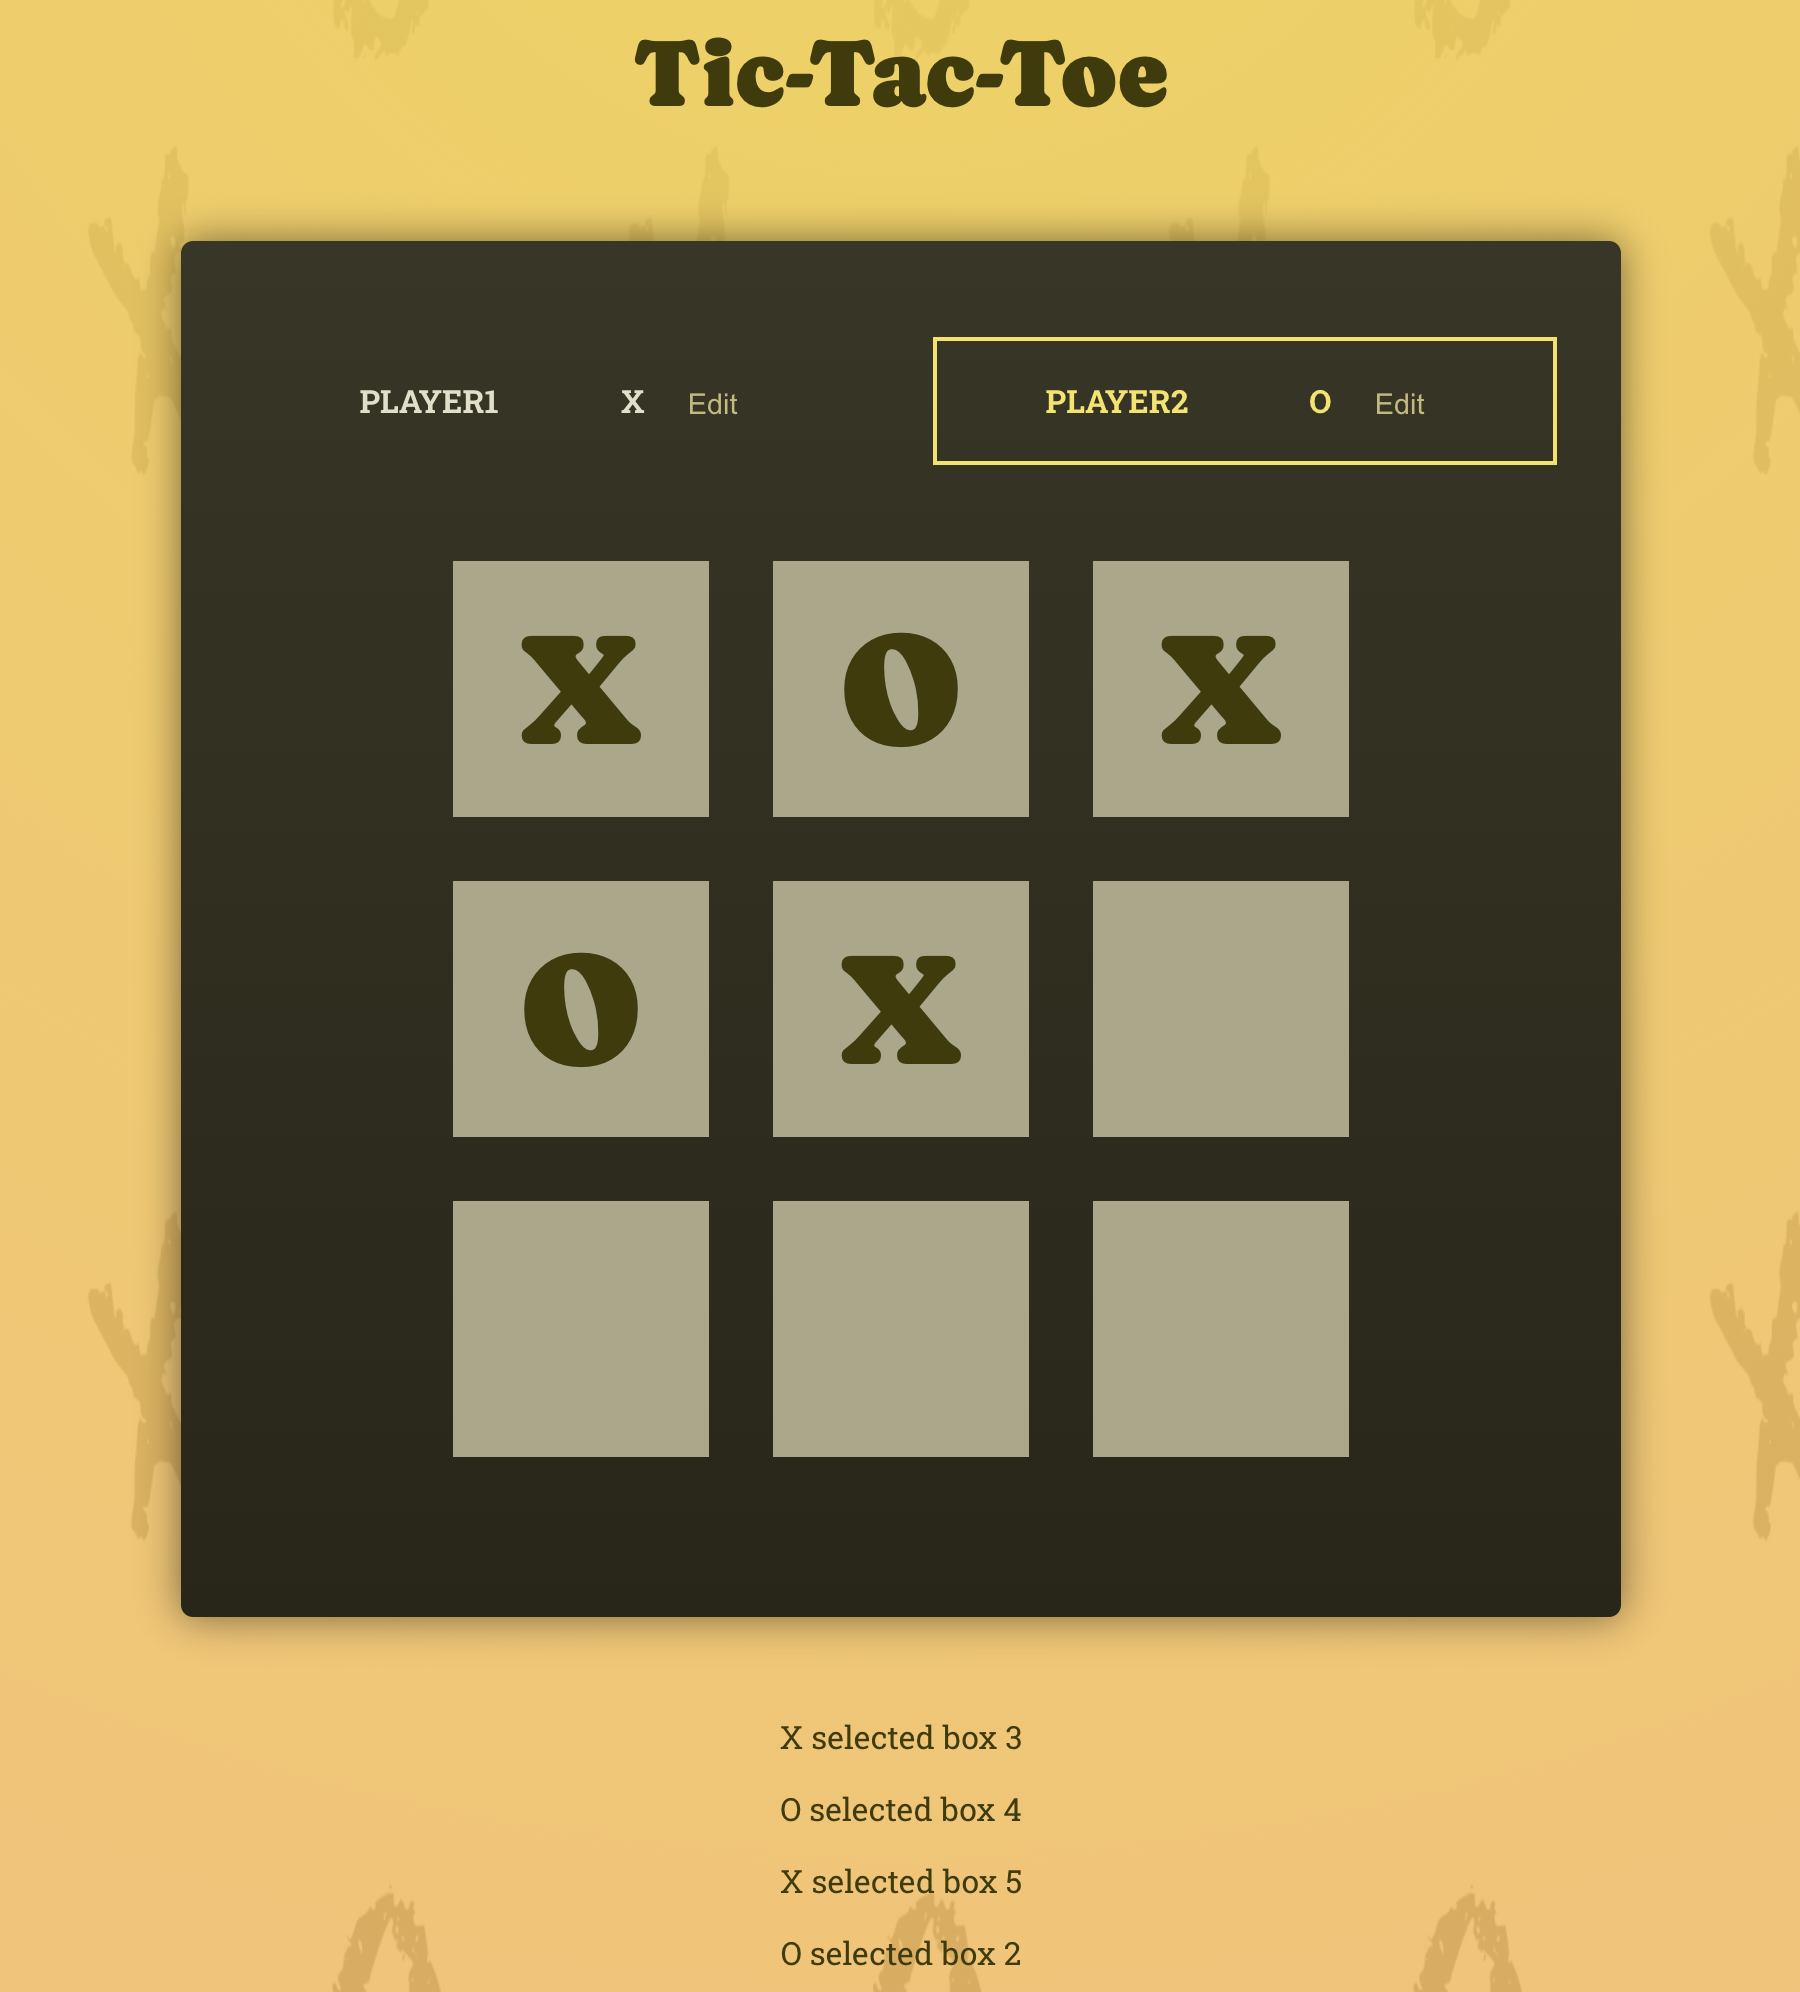 Tic-Tac-Toe
PLAYER1 X Edit PLAYER2 O Edit
X O X
O X
X selected box 3
O selected box 4
X selected box 5
O selected box 2